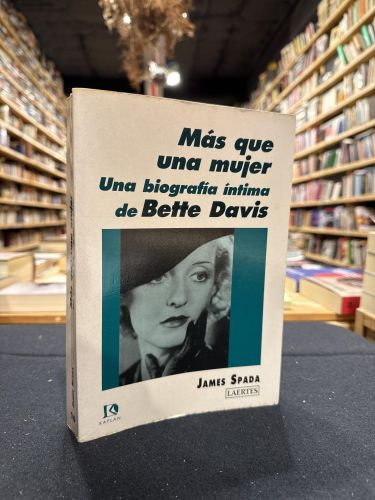 Más que
una mujer
Una biografía íntima
de Bette Davis
JAMES SPADA
LAERTES
KAPLAN